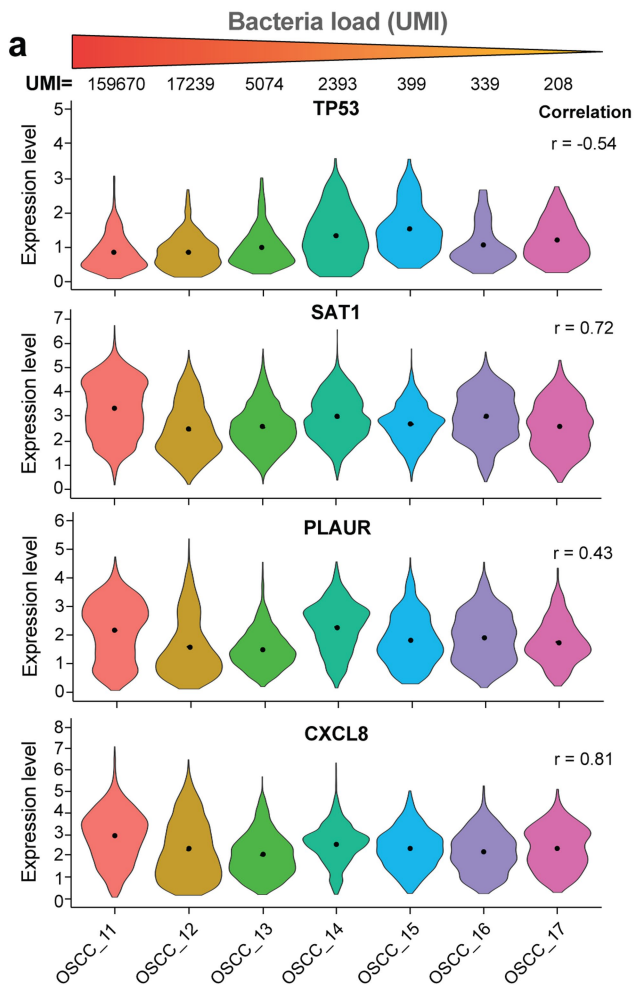 a
Bacteria load (UMI)
UMI= 159670 17239 5074 2393 399 339 208
TP53
Correlation
r = -0.54
Expression level
5
4
3
2
1
0
SAT1
r = 0.72
Expression level
7
6
5
4
3
2
1
0
PLAUR
r = 0.43
Expression level
6
5
4
3
2
1
0
CXCL8
r = 0.81
Expression level
8
7
6
5
4
3
2
1
0
OSCC_11 OSCC_12 OSCC_13 OSCC_14 OSCC_15 OSCC_16 OSCC_17